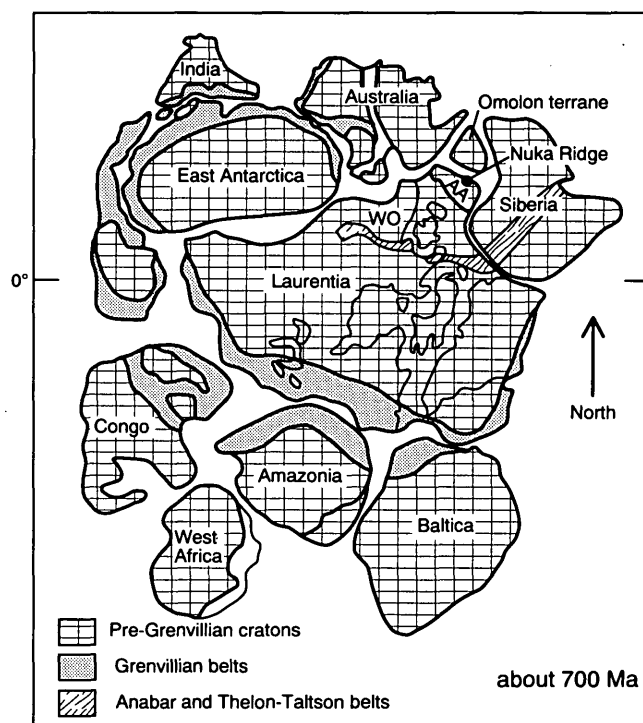 India
Australia
Omolon terrane
Nuka Ridge
East Antarctica
AA
WO
Siberia
0°
Laurentia
North
Congo
Amazonia
Baltica
West
Africa
Pre-Grenvillian cratons
Grenvillian belts
about 700 Ma
Anabar and Thelon-Taltson belts